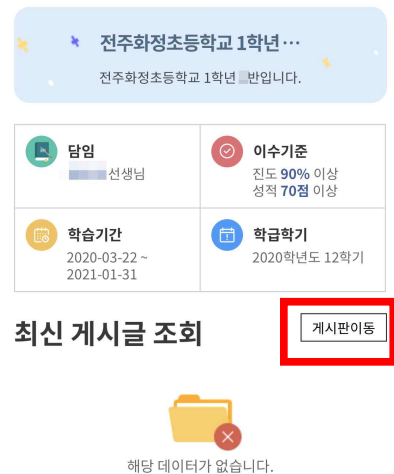 전주화정초등학교 1학년…
전주화정초등학교 1학년 반입니다.
담임
선생님
이수기준
진도 90% 이상
성적 70점 이상
학습기간
2020-03-22 ~
2021-01-31
학급학기
2020학년도 12학기
최신 게시글 조회
게시판이동
해당 데이터가 없습니다.